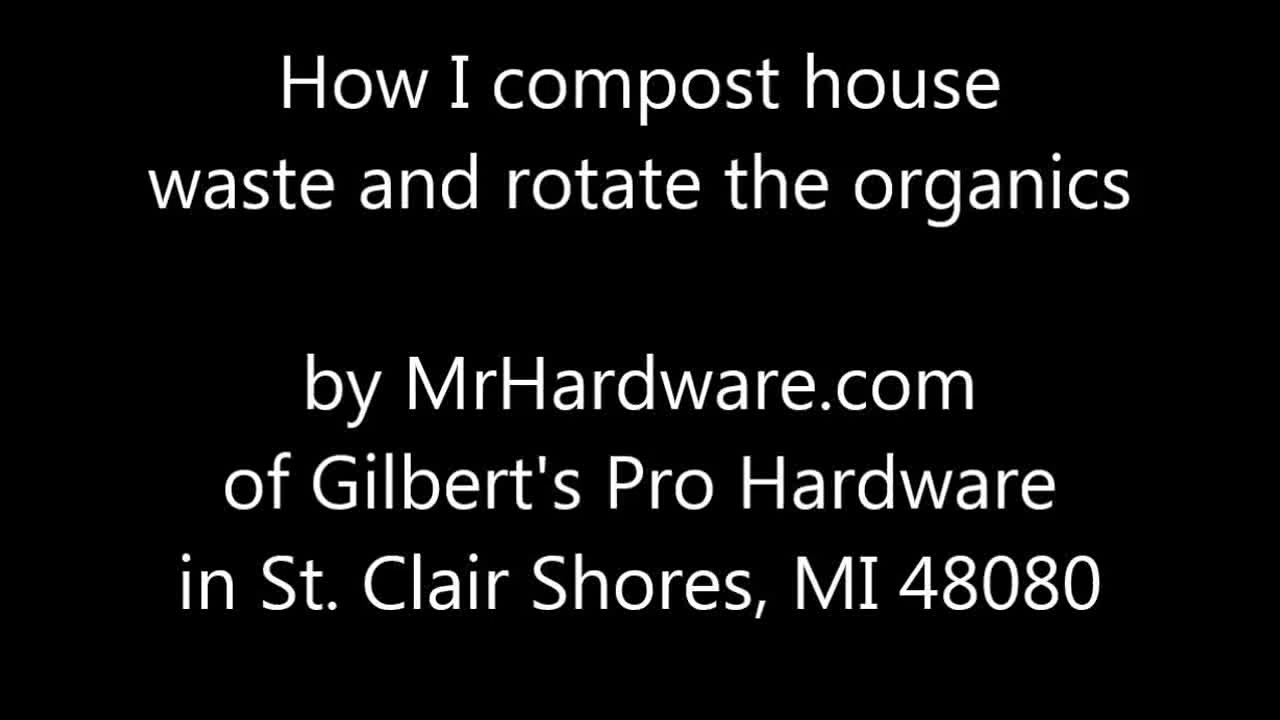 How I compost house
waste and rotate the organics
by MrHardware.com
of Gilbert's Pro Hardware
in St. Clair Shores, MI 48080